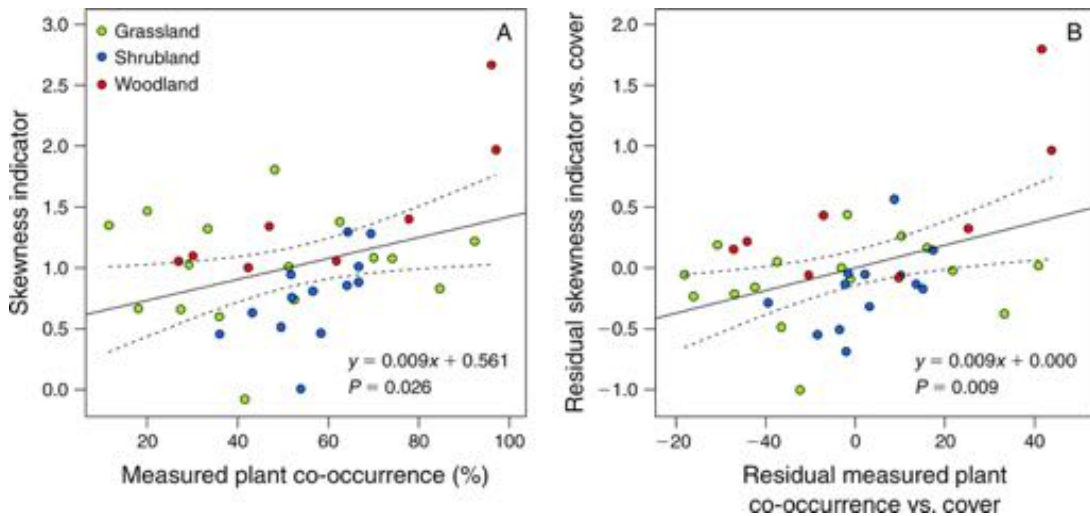 A
Grassland
Shrubland
Woodland
3.0
2.5
2.0
1.5
1.0
0.5
0.0
Skewness indicator
y = 0.009x + 0.561
P = 0.026
20 40 60 80 100
Measured plant co-occurrence (%)
B
2.0
1.5
1.0
0.5
0.0
−0.5
−1.0
Residual skewness indicator vs. cover
y = 0.009x + 0.000
P = 0.009
−20 −40 0 20 40
Residual measured plant
co-occurrence vs. cover